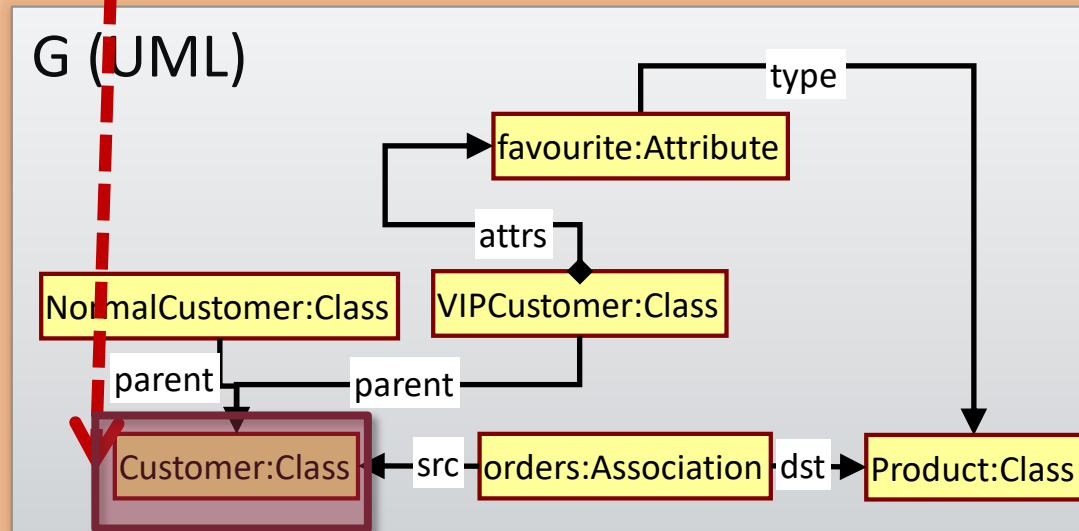 G (UML)
type
favourite:Attribute
attrs
NormalCustomer:Class
VIPCustomer:Class
parent
parent
Customer:Class
src
orders:Association
dst
Product:Class